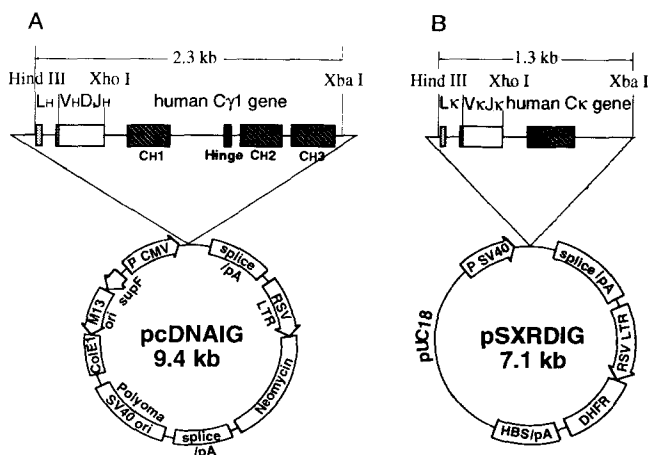 A
2.3 kb
Hind III
Xho I
Xba I
LH
VHDJH
human Cγ1 gene
CH1
Hinge
CH2
CH3
P CMV
splice
/pA
RSV
LTR
Neomycin
splice
/pA
Polyoma
SV40 ori
ColE1
M13
ori
supF
pcDNAIG
9.4 kb
B
1.3 kb
Hind III
Xho I
Xba I
Lκ
VκJκ
human Cκ gene
P SV40
splice/pA
RSV LTR
DHFR
HBS/pA
pUC18
pSXRDIG
7.1 kb